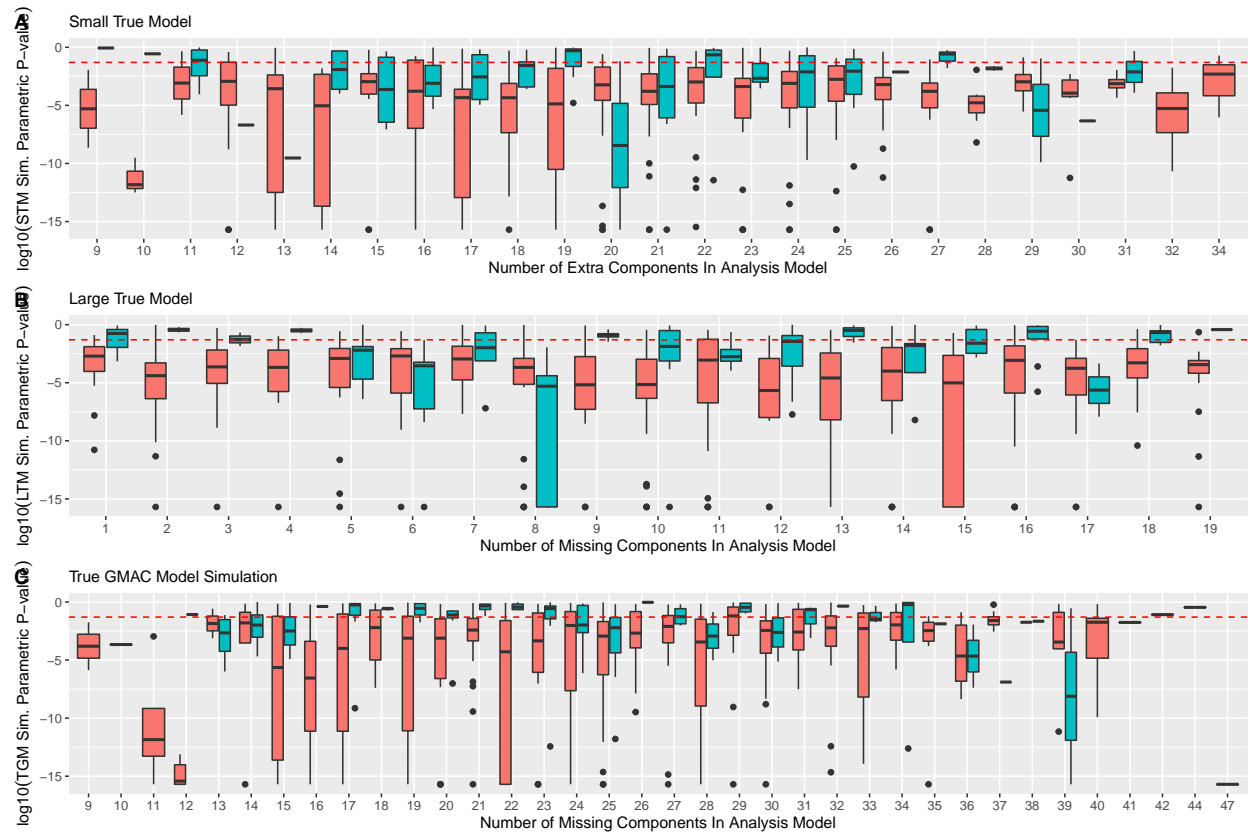 A
Small True Model
log10(STM Sim. Parametric P−value)
0
−5
−10
−15
9 10 11 12 13 14 15 16 17 18 19 20 21 22 23 24 25 26 27 28 29 30 31 32 34
Number of Extra Components In Analysis Model
B
Large True Model
log10(LTM Sim. Parametric P−value)
0
−5
−10
−15
1 2 3 4 5 6 7 8 9 10 11 12 13 14 15 16 17 18 19
Number of Missing Components In Analysis Model
C
True GMAC Model Simulation
log10(TGM Sim. Parametric P−value)
0
−5
−10
−15
9 10 11 12 13 14 15 16 17 18 19 20 21 22 23 24 25 26 27 28 29 30 31 32 33 34 35 36 37 38 39 40 41 42 44 47
Number of Missing Components In Analysis Model